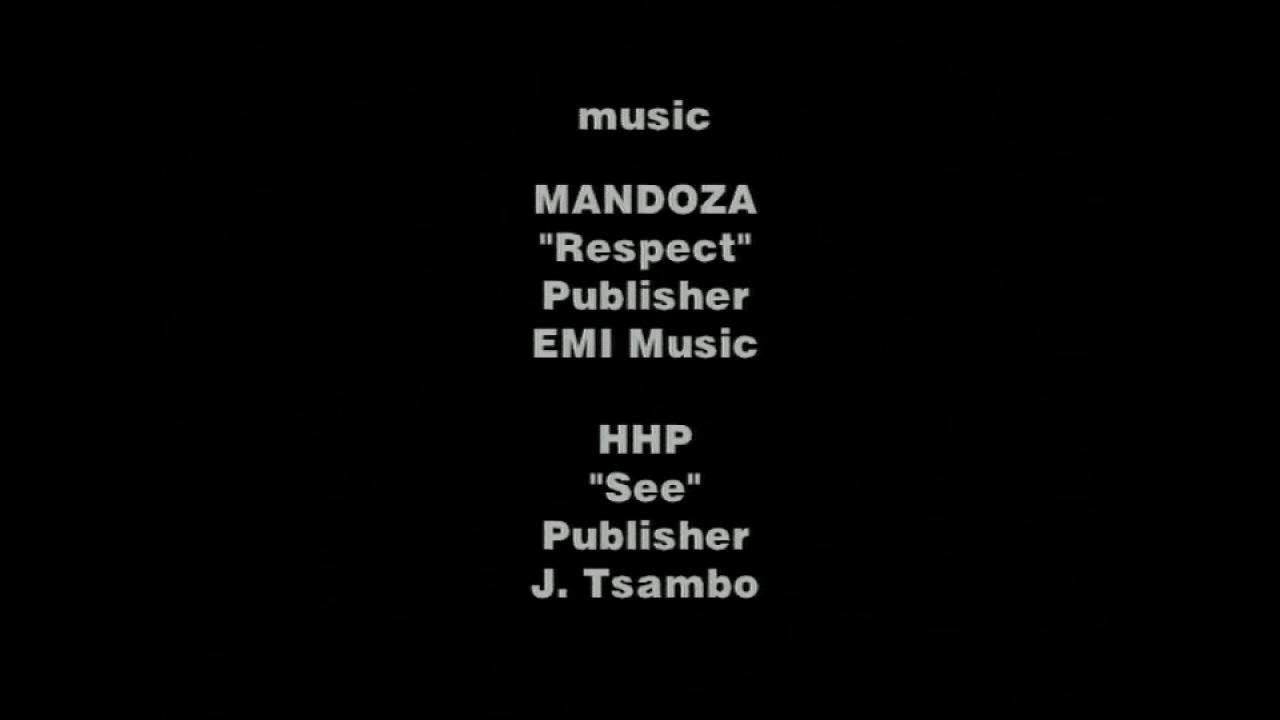 music
MANDOZA
"Respect"
Publisher
EMI Music
HHP
"See"
Publisher
J. Tsambo